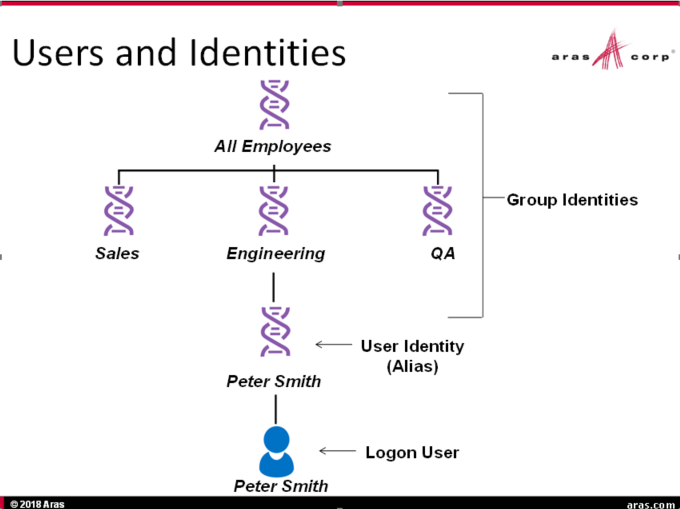 Users and Identities
aras corp
All Employees
Group Identities
Sales
Engineering
QA
User Identity
(Alias)
Peter Smith
Logon User
Peter Smith
© 2018 Aras
aras.com